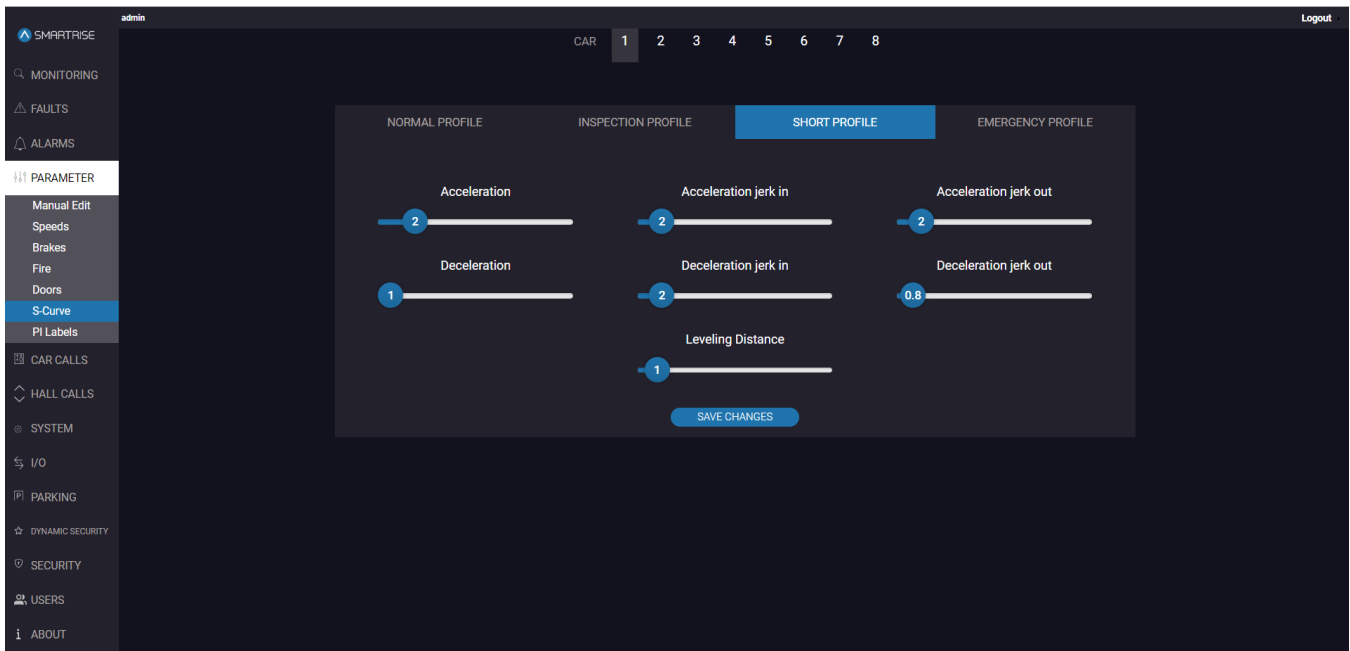 admin
Logout
SMARTRISE
CAR 1 2 3 4 5 6 7 8
MONITORING
FAULTS
ALARMS
PARAMETER
Manual Edit
Speeds
Brakes
Fire
Doors
S-Curve
PI Labels
CAR CALLS
HALL CALLS
SYSTEM
I/O
PARKING
DYNAMIC SECURITY
SECURITY
USERS
ABOUT
NORMAL PROFILE INSPECTION PROFILE SHORT PROFILE EMERGENCY PROFILE
Acceleration Acceleration jerk in Acceleration jerk out
2 2 2
Deceleration Deceleration jerk in Deceleration jerk out
1 2 0.8
Leveling Distance
1
SAVE CHANGES